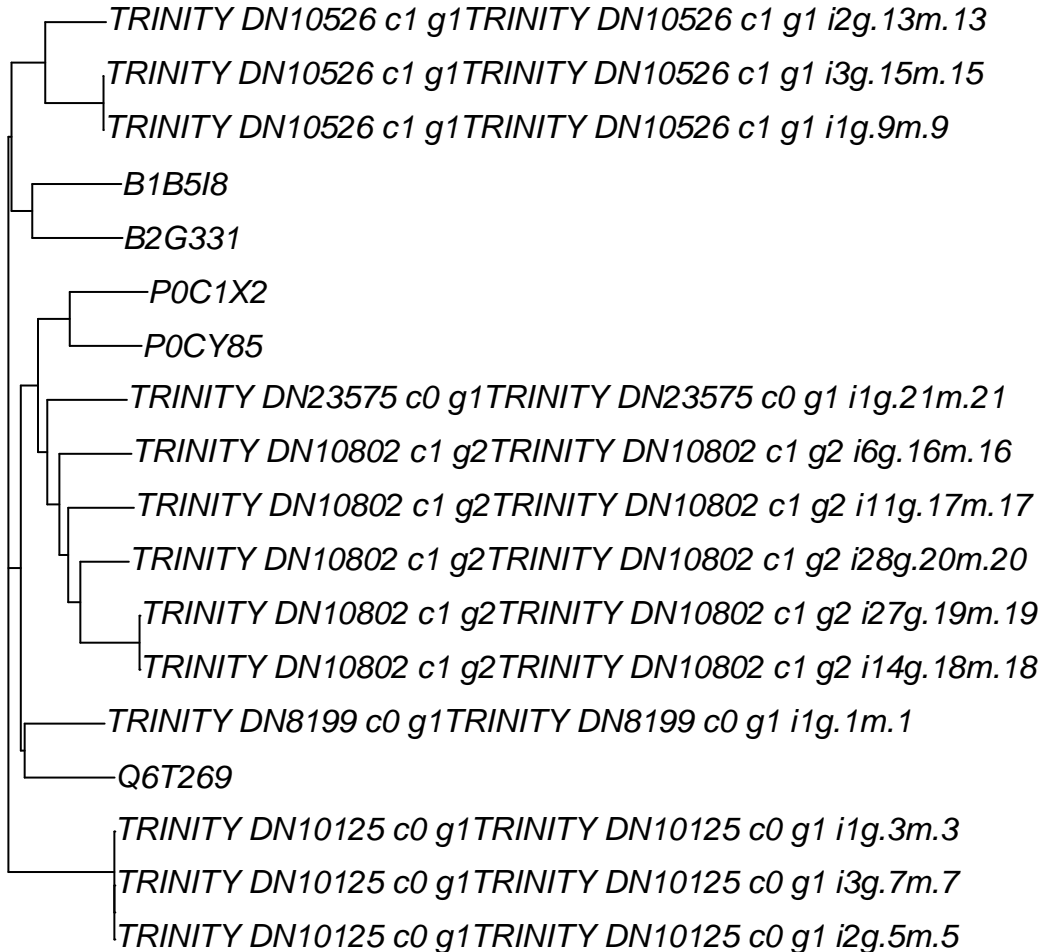 TRINITY DN10526 c1 g1TRINITY DN10526 c1 g1 i2g.13m.13
TRINITY DN10526 c1 g1TRINITY DN10526 c1 g1 i3g.15m.15
TRINITY DN10526 c1 g1TRINITY DN10526 c1 g1 i1g.9m.9
B1B5I8
B2G331
P0C1X2
P0CY85
TRINITY DN23575 c0 g1TRINITY DN23575 c0 g1 i1g.21m.21
TRINITY DN10802 c1 g2TRINITY DN10802 c1 g2 i6g.16m.16
TRINITY DN10802 c1 g2TRINITY DN10802 c1 g2 i11g.17m.17
TRINITY DN10802 c1 g2TRINITY DN10802 c1 g2 i28g.20m.20
TRINITY DN10802 c1 g2TRINITY DN10802 c1 g2 i27g.19m.19
TRINITY DN10802 c1 g2TRINITY DN10802 c1 g2 i14g.18m.18
TRINITY DN8199 c0 g1TRINITY DN8199 c0 g1 i1g.1m.1
Q6T269
TRINITY DN10125 c0 g1TRINITY DN10125 c0 g1 i1g.3m.3
TRINITY DN10125 c0 g1TRINITY DN10125 c0 g1 i3g.7m.7
TRINITY DN10125 c0 g1TRINITY DN10125 c0 g1 i2g.5m.5